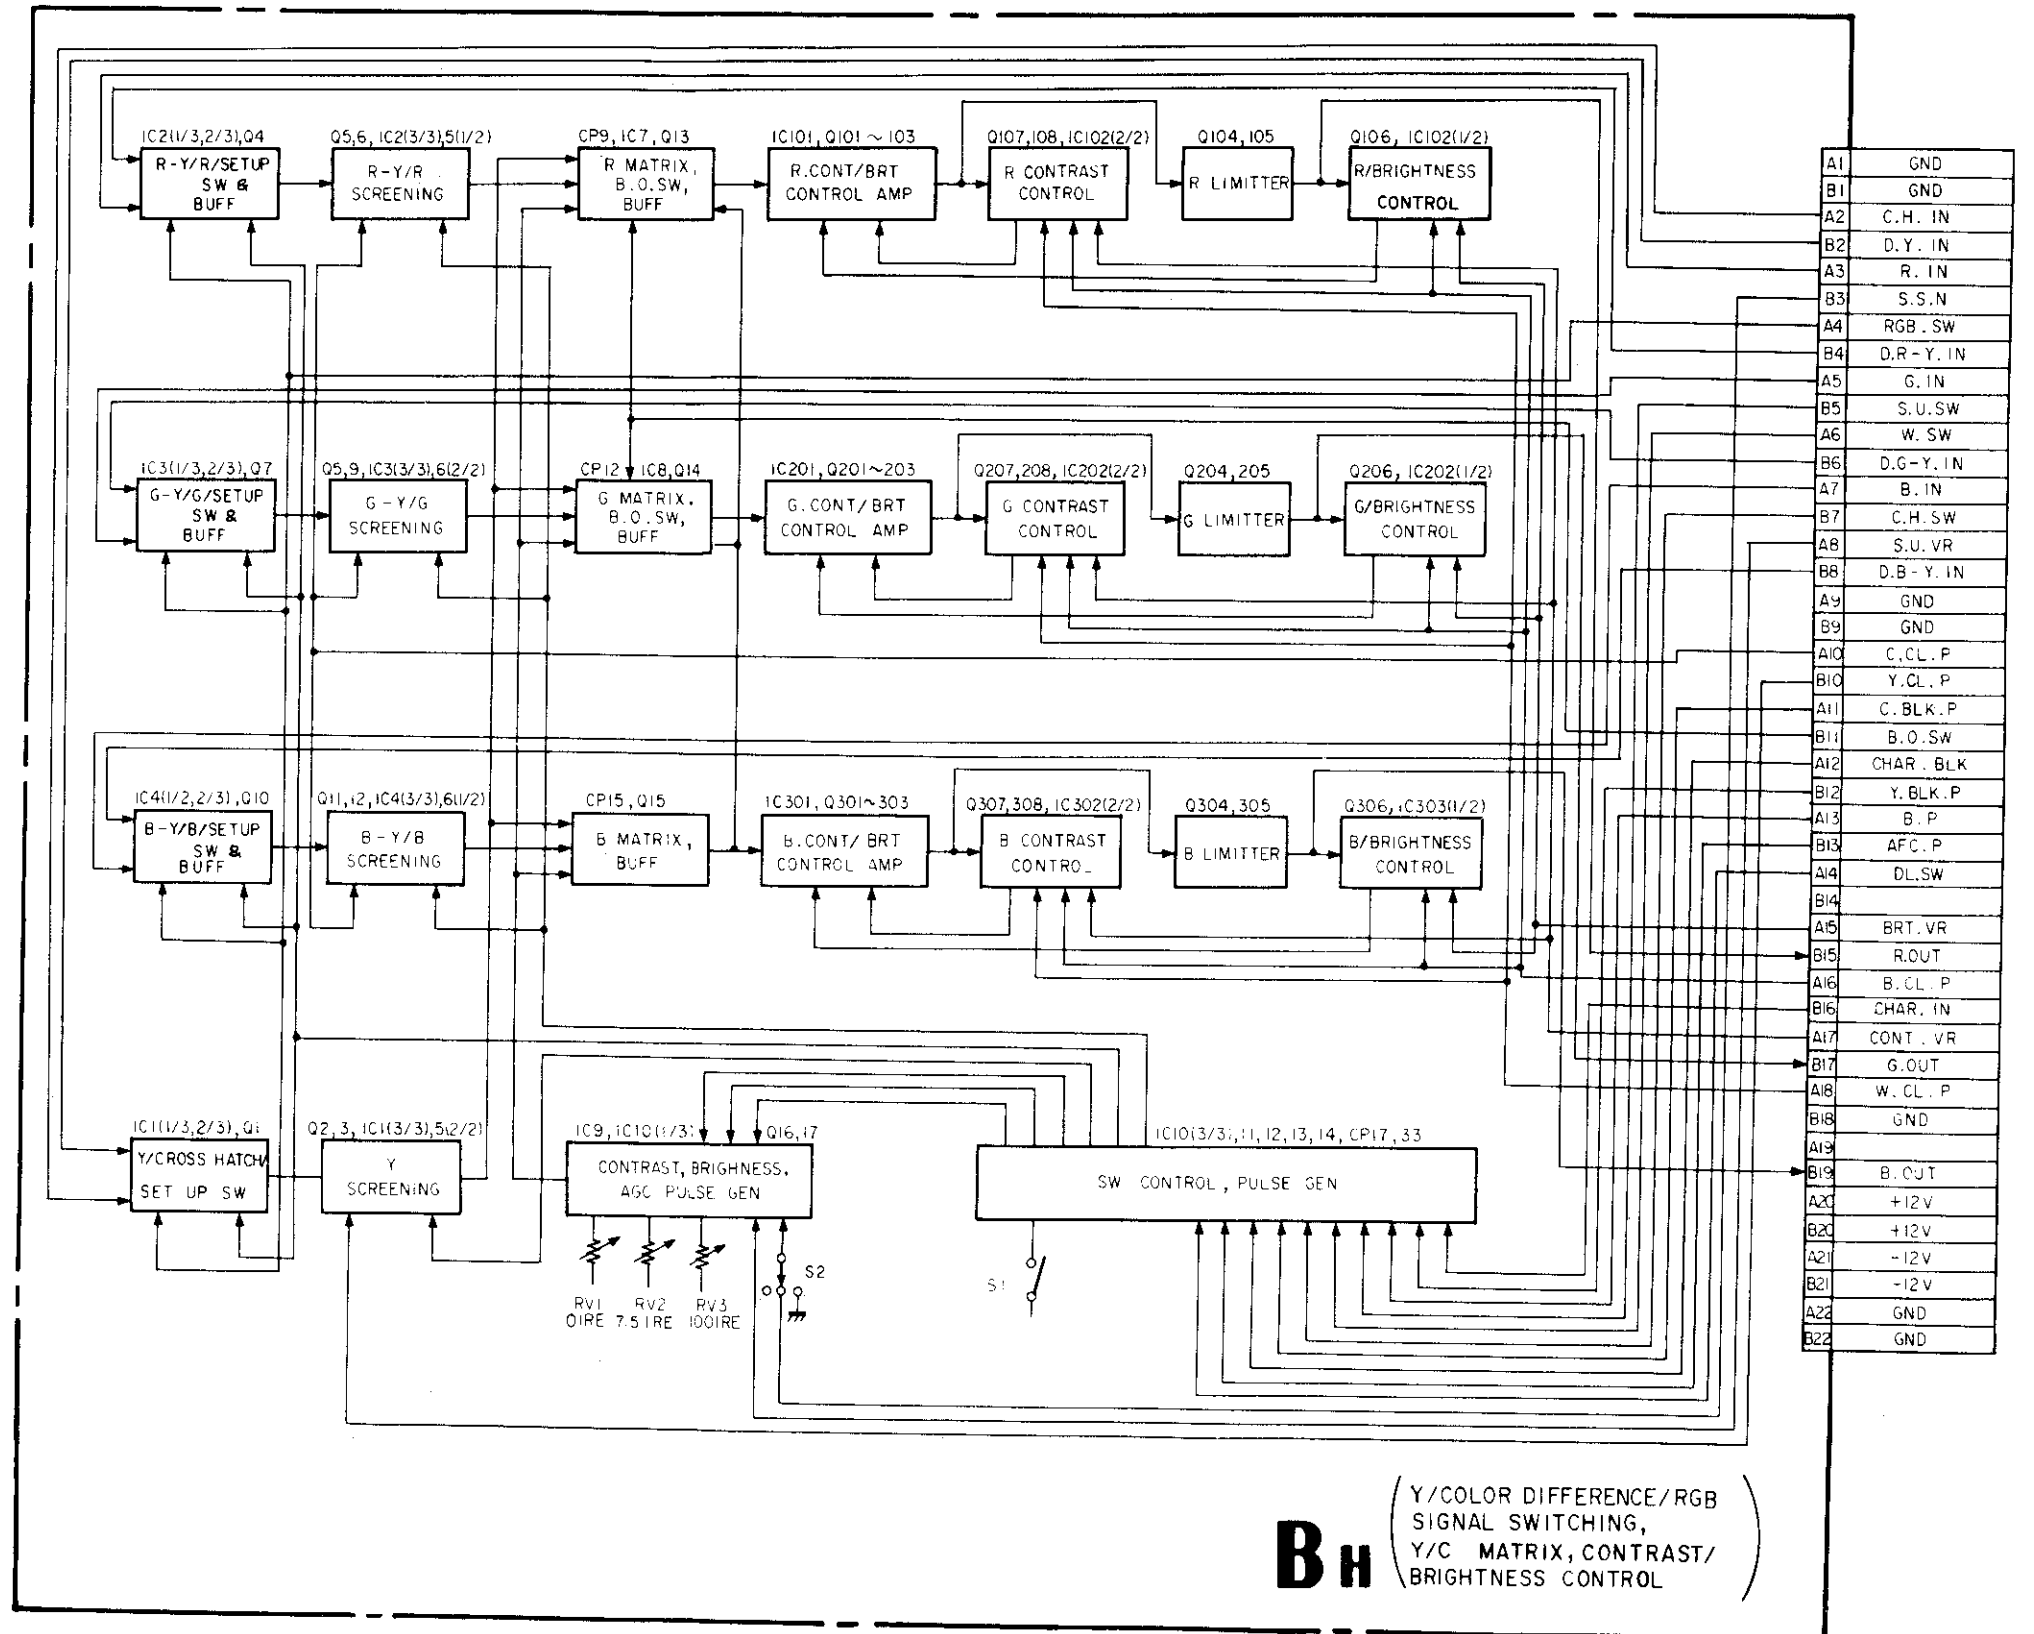 IC2(1/3,2/3),Q4
R-Y/R/SETUP
SW &
BUFF
Q5,6, IC2(3/3),5(1/2)
R-Y/R
SCREENING
CP9, IC7, Q13
R MATRIX,
B.O.SW,
BUFF
IC101, Q101~103
R.CONT/BRT
CONTROL AMP
Q107,108, IC102(2/2)
R CONTRAST
CONTROL
Q104,105
R LIMITTER
Q106, IC102(1/2)
R/BRIGHTNESS
CONTROL
IC3(1/3,2/3), Q7
G-Y/G/SETUP
SW &
BUFF
Q5,9, IC3(3/3),6(2/2)
G-Y/G
SCREENING
CP12 IC8,Q14
G MATRIX,
B.O.SW,
BUFF
IC201, Q201~203
G.CONT/BRT
CONTROL AMP
Q207,208, IC202(2/2)
G CONTRAST
CONTROL
Q204,205
G LIMITTER
Q206, IC202(1/2)
G/BRIGHTNESS
CONTROL
IC4(1/2,2/3),Q10
B-Y/B/SETUP
SW &
BUFF
Q11,12, IC4(3/3),6(1/2)
B-Y/B
SCREENING
CP15, Q15
B MATRIX,
BUFF
IC301, Q301~303
B.CONT/BRT
CONTROL AMP
Q307,308, IC302(2/2)
B CONTRAST
CONTROL
Q304,305
B LIMITTER
Q306, IC303(1/2)
B/BRIGHTNESS
CONTROL
IC1(1/3,2/3), Q1
Y/CROSS HATCH/
SET UP SW
Q2, 3, IC1(3/3),5(2/2)
Y
SCREENING
IC9, IC10(1/3) Q16,17
CONTRAST, BRIGHNESS,
AGC PULSE GEN
IC10(3/3),11, 12, 13, 14, CP17, 33
SW CONTROL, PULSE GEN
RV1
0IRE
RV2
7.5 IRE
RV3
100IRE
S2
S1
A1 GND
B1 GND
A2 C.H. IN
B2 D.Y. IN
A3 R. IN
B3 S.S.N
A4 RGB.SW
B4 D.R-Y. IN
A5 G. IN
B5 S.U.SW
A6 W. SW
B6 D.G-Y. IN
A7 B. IN
B7 C.H. SW
A8 S.U. VR
B8 D.B-Y. IN
A9 GND
B9 GND
A10 C,CL. P
B10 Y.CL. P
A11 C.BLK.P
B11 B.O.SW
A12 CHAR. BLK
B12 Y. BLK.P
A13 B.P
B13 AFC.P
A14 DL.SW
B14
A15 BRT. VR
B15 R.OUT
A16 B.CL.P
B16 CHAR. IN
A17 CONT. VR
B17 G.OUT
A18 W.CL.P
B18 GND
A19
B19 B.OUT
A20 +12V
B20 +12V
A21 -12V
B21 -12V
A22 GND
B22 GND
BH
Y/COLOR DIFFERENCE/RGB
SIGNAL SWITCHING,
Y/C MATRIX, CONTRAST/
BRIGHTNESS CONTROL